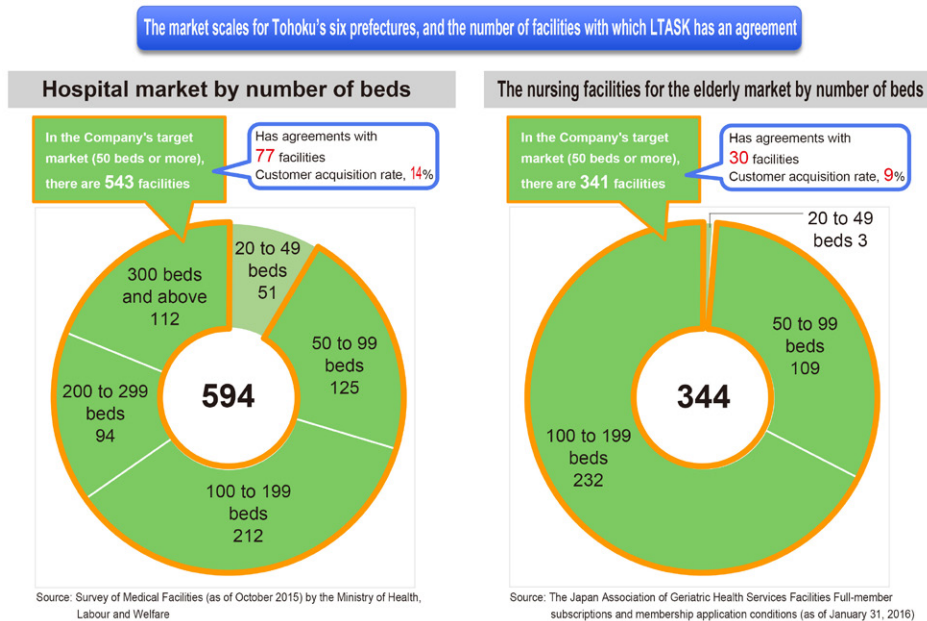 The market scales for Tohoku's six prefectures, and the number of facilities with which LTASK has an agreement
Hospital market by number of beds
In the Company's target
market (50 beds or more),
there are 543 facilities
Has agreements with
77 facilities
Customer acquisition rate, 14%
20 to 49
beds
51
50 to 99
beds
125
100 to 199
beds
212
200 to 299
beds
94
300 beds
and above
112
594
Source: Survey of Medical Facilities (as of October 2015) by the Ministry of Health,
Labour and Welfare
The nursing facilities for the elderly market by number of beds
In the Company's target
market (50 beds or more),
there are 341 facilities
Has agreements with
30 facilities
Customer acquisition rate, 9%
20 to 49
beds 3
50 to 99
beds
109
100 to 199
beds
232
344
Source: The Japan Association of Geriatric Health Services Facilities Full-member
subscriptions and membership application conditions (as of January 31, 2016)